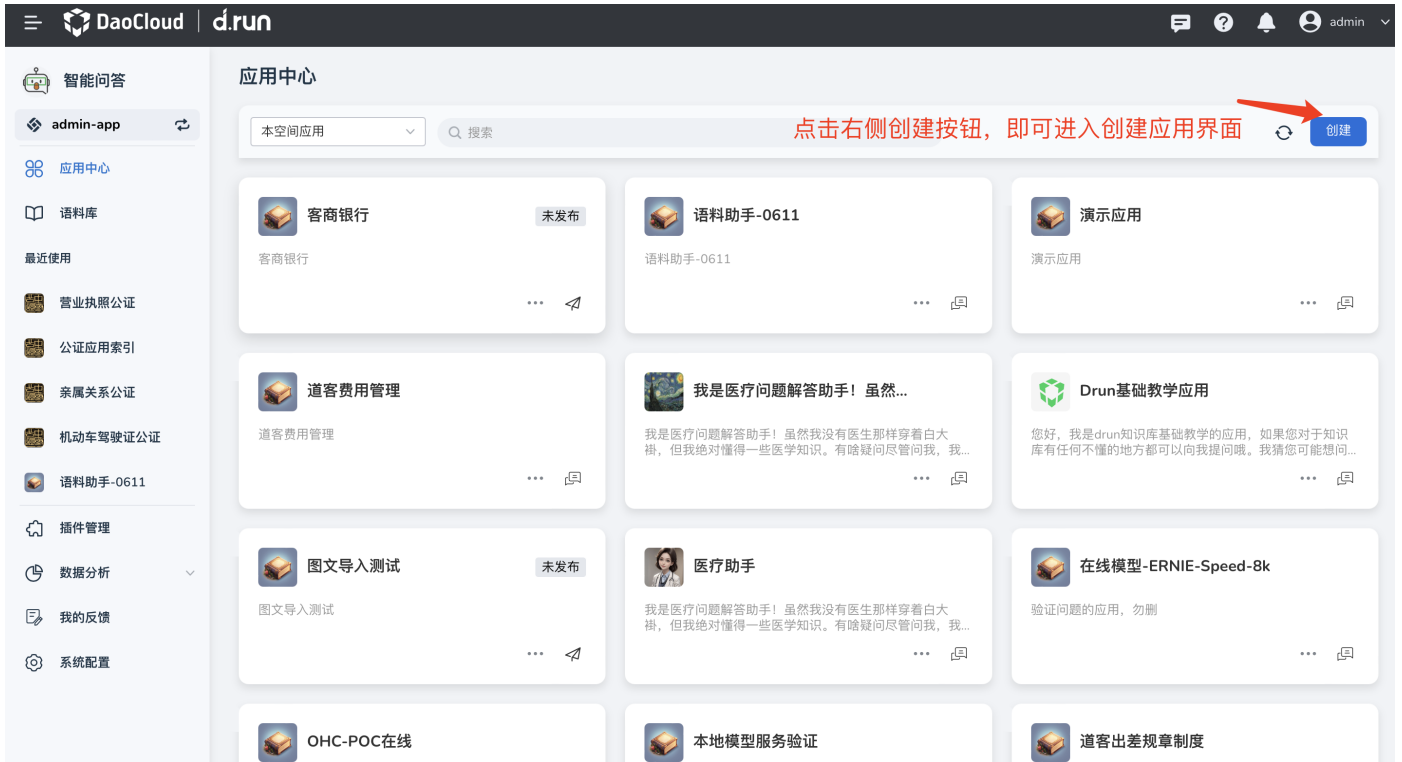 DaoCloud d.run
admin
智能问答
admin-app
应用中心
语料库
最近使用
营业执照公证
公证应用索引
亲属关系公证
机动车驾驶证公证
语料助手-0611
插件管理
数据分析
我的反馈
系统配置
应用中心
本空间应用
搜索
点击右侧创建按钮，即可进入创建应用界面
创建
客商银行
未发布
客商银行
语料助手-0611
语料助手-0611
演示应用
演示应用
道客费用管理
道客费用管理
我是医疗问题解答助手！虽然...
我是医疗问题解答助手！虽然我没有医生那样穿着白大
褂，但我绝对懂得一些医学知识。有啥疑问尽管问我，我...
Drun基础教学应用
您好，我是drun知识库基础教学的应用，如果您对于知识
库有任何不懂的地方都可以向我提问哦。我猜您可能想问...
图文导入测试
未发布
图文导入测试
医疗助手
我是医疗问题解答助手！虽然我没有医生那样穿着白大
褂，但我绝对懂得一些医学知识。有啥疑问尽管问我，我...
在线模型-ERNIE-Speed-8k
验证问题的应用，勿删
OHC-POC在线
本地模型服务验证
道客出差规章制度